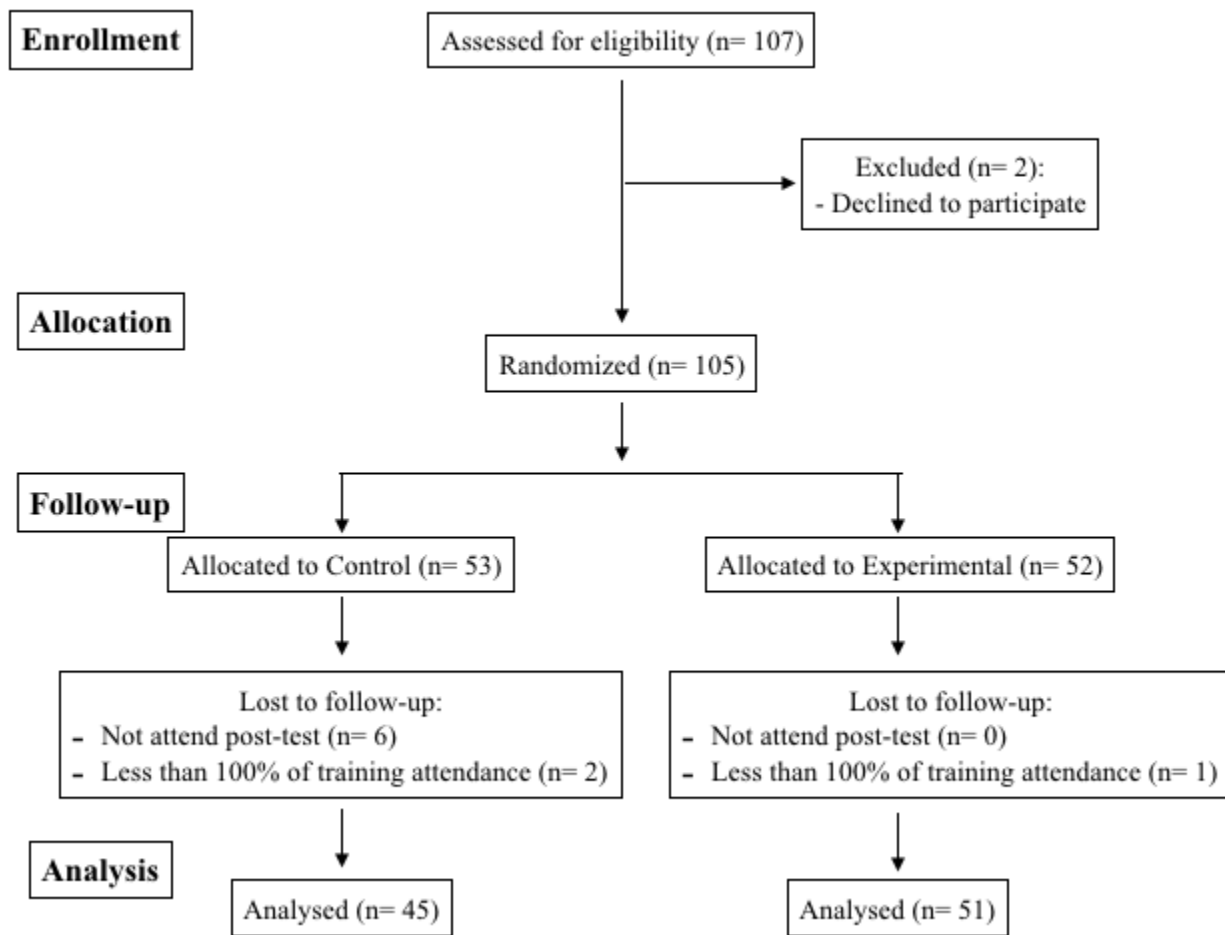 Enrollment
Assessed for eligibility (n= 107)
Excluded (n= 2):
- Declined to participate
Allocation
Randomized (n= 105)
Follow-up
Allocated to Control (n= 53)
Allocated to Experimental (n= 52)
Lost to follow-up:
- Not attend post-test (n= 6)
- Less than 100% of training attendance (n= 2)
Lost to follow-up:
- Not attend post-test (n= 0)
- Less than 100% of training attendance (n= 1)
Analysis
Analysed (n= 45)
Analysed (n= 51)